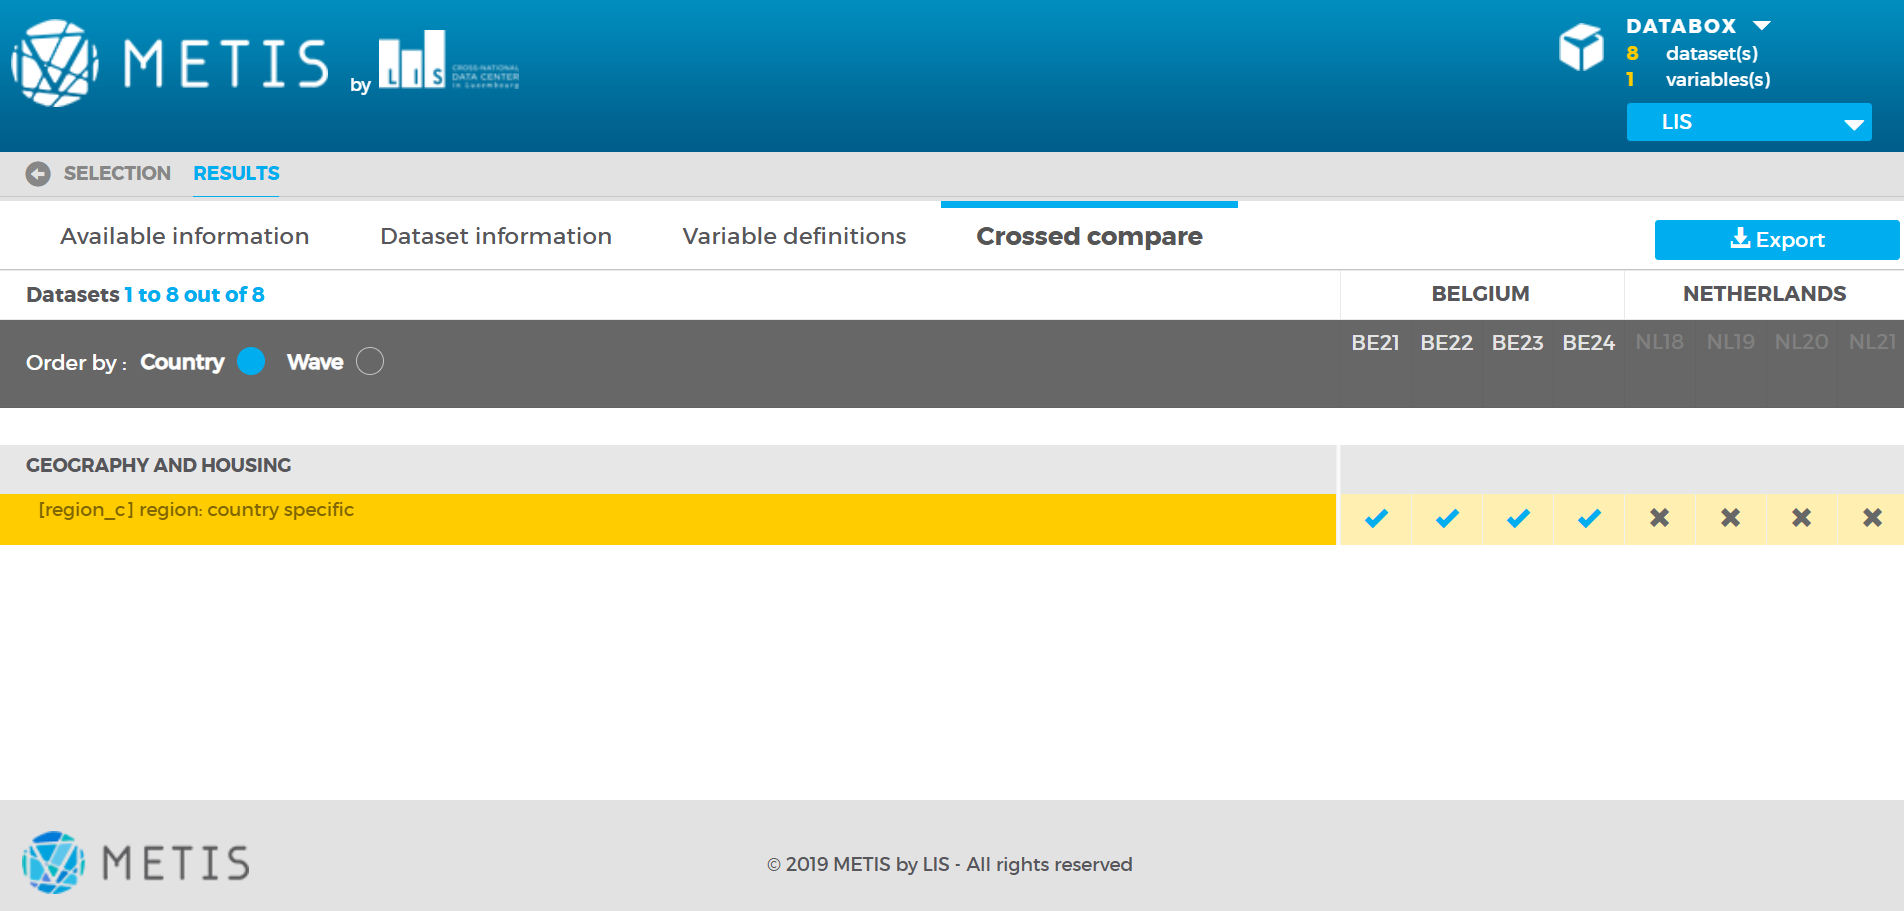 METIS by LIS CROSS-NATIONAL DATA CENTER in Luxembourg
DATABOX
8 dataset(s)
1 variables(s)
LIS
SELECTION RESULTS
Available information Dataset information Variable definitions Crossed compare Export
Datasets 1 to 8 out of 8 BELGIUM NETHERLANDS
Order by : Country Wave BE21 BE22 BE23 BE24 NL18 NL19 NL20 NL21
GEOGRAPHY AND HOUSING
[region_c] region: country specific
METIS © 2019 METIS by LIS - All rights reserved